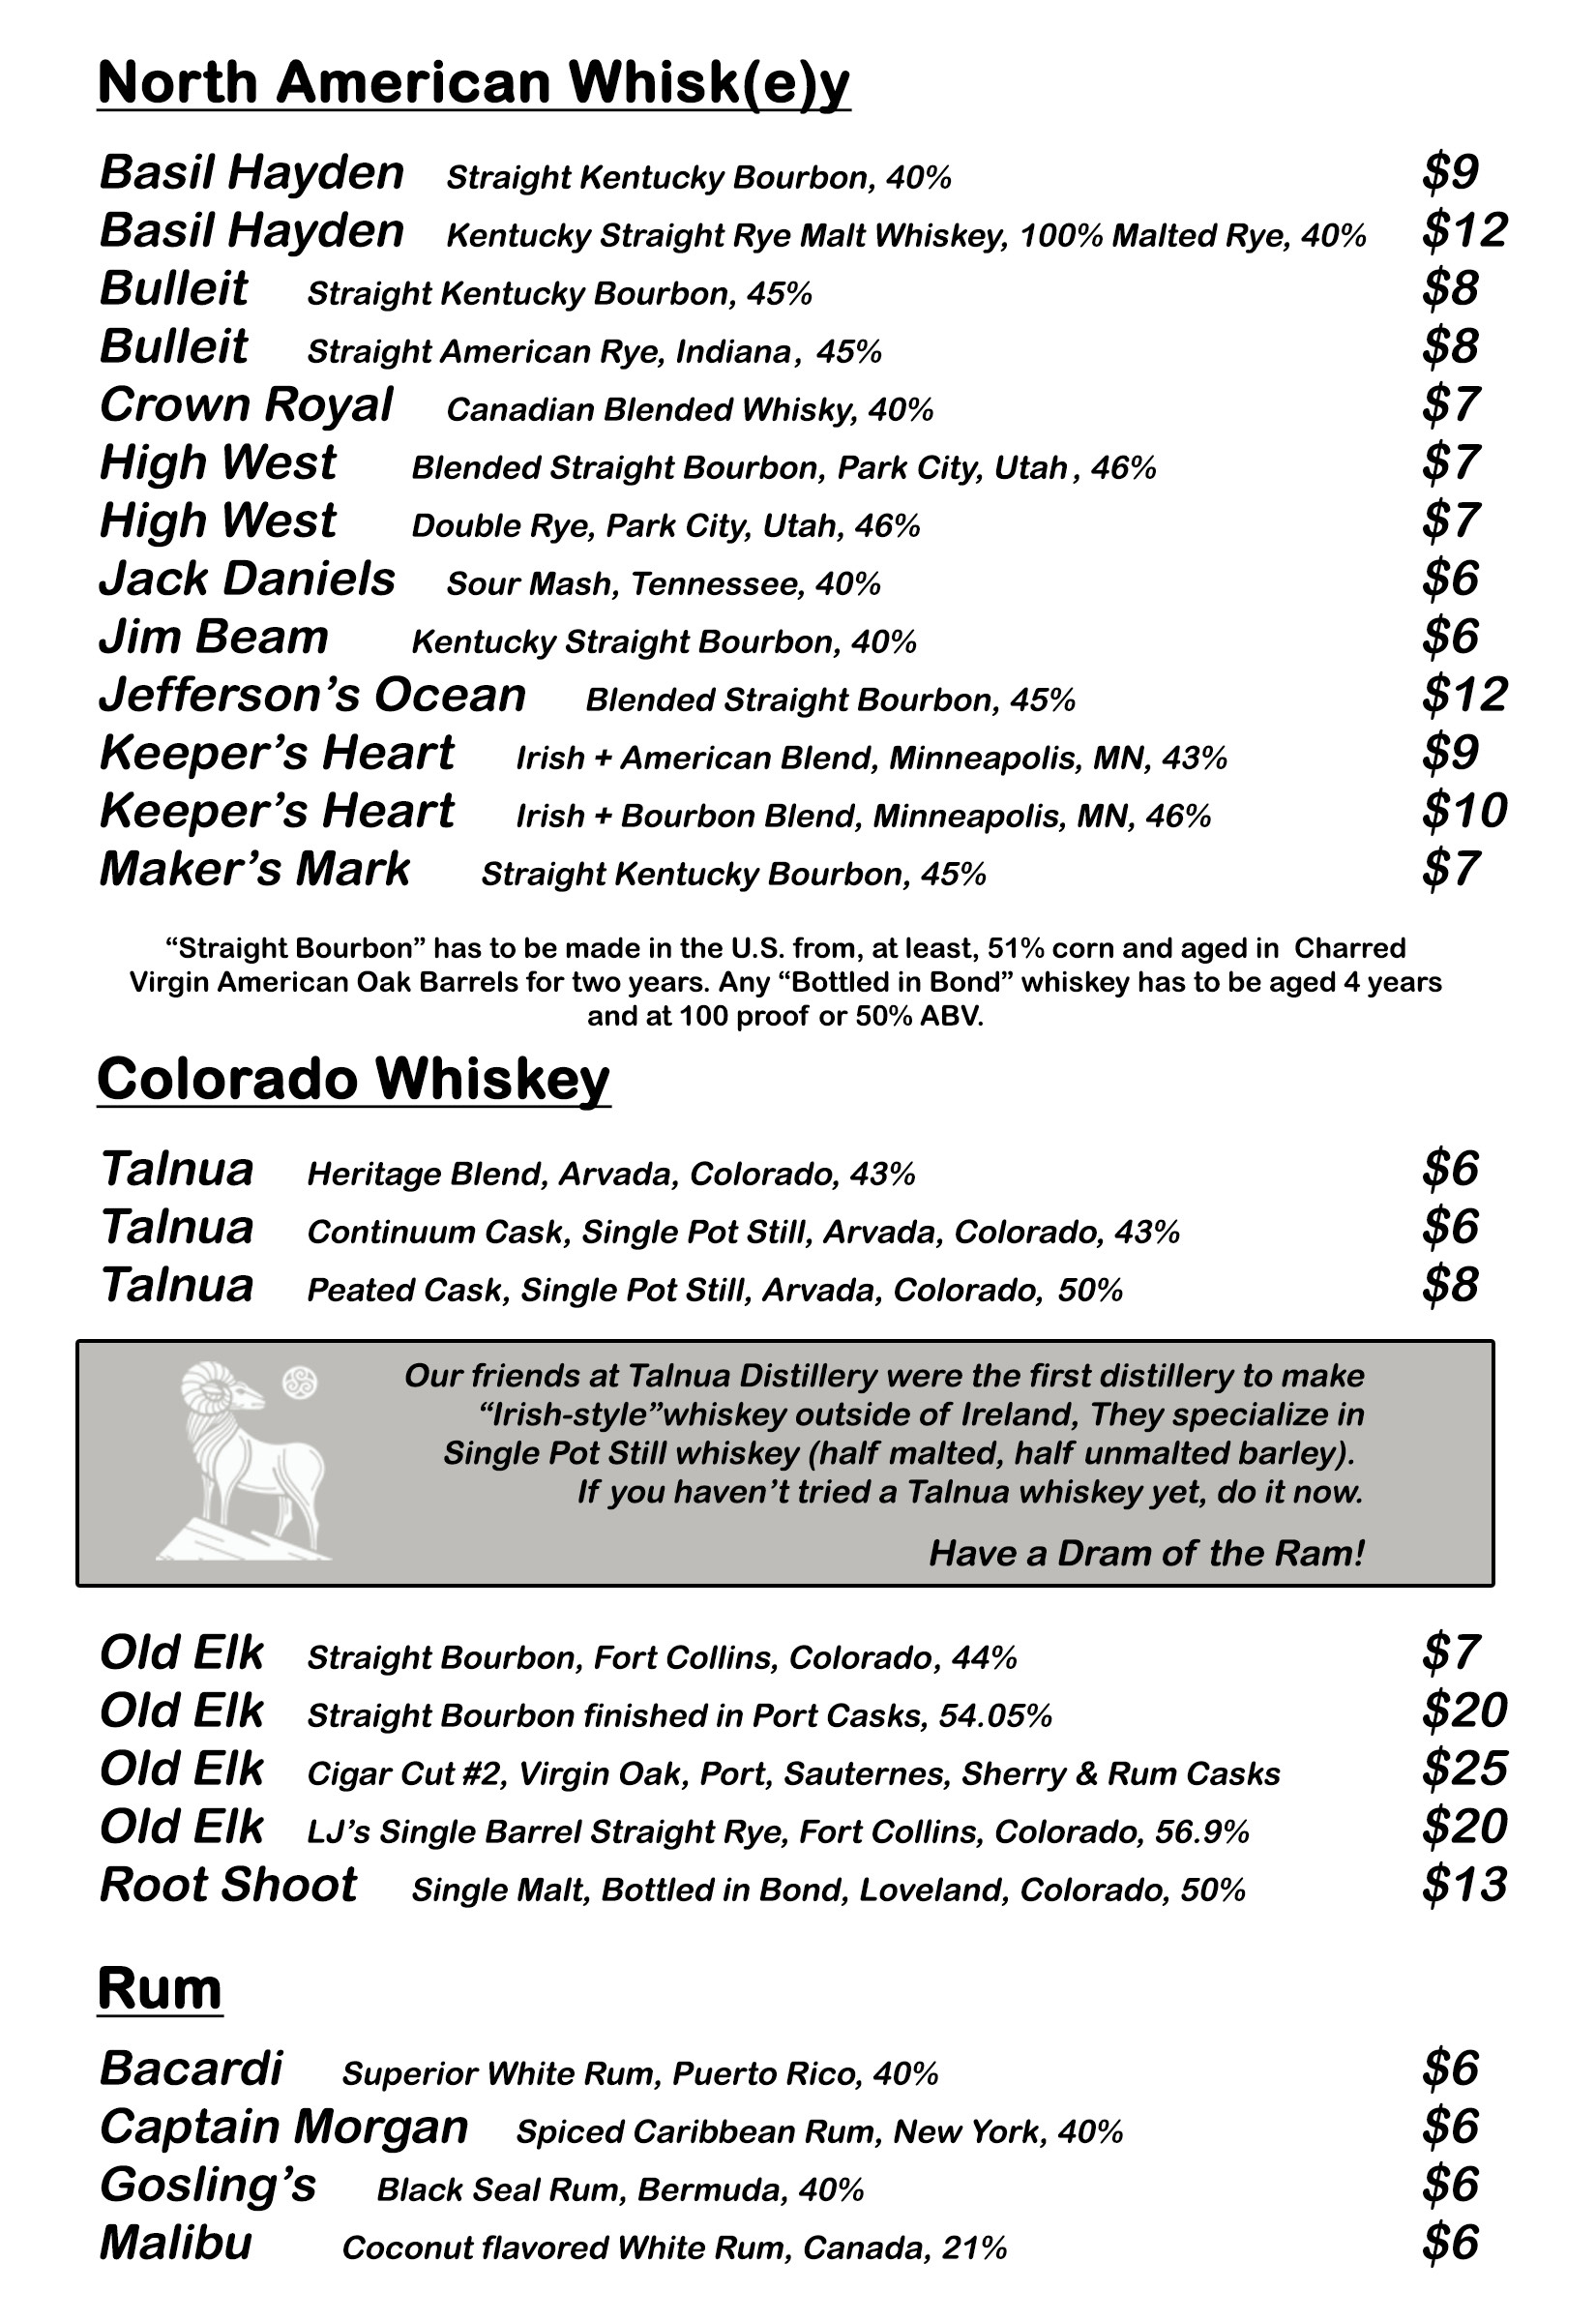 North American Whisk(e)y
Basil Hayden Straight Kentucky Bourbon, 40% $9
Basil Hayden Kentucky Straight Rye Malt Whiskey, 100% Malted Rye, 40% $12
Bulleit Straight Kentucky Bourbon, 45% $8
Bulleit Straight American Rye, Indiana, 45% $8
Crown Royal Canadian Blended Whisky, 40% $7
High West Blended Straight Bourbon, Park City, Utah, 46% $7
High West Double Rye, Park City, Utah, 46% $7
Jack Daniels Sour Mash, Tennessee, 40% $6
Jim Beam Kentucky Straight Bourbon, 40% $6
Jefferson’s Ocean Blended Straight Bourbon, 45% $12
Keeper’s Heart Irish + American Blend, Minneapolis, MN, 43% $9
Keeper’s Heart Irish + Bourbon Blend, Minneapolis, MN, 46% $10
Maker’s Mark Straight Kentucky Bourbon, 45% $7
“Straight Bourbon” has to be made in the U.S. from, at least, 51% corn and aged in Charred
Virgin American Oak Barrels for two years. Any “Bottled in Bond” whiskey has to be aged 4 years
and at 100 proof or 50% ABV.
Colorado Whiskey
Talnua Heritage Blend, Arvada, Colorado, 43% $6
Talnua Continuum Cask, Single Pot Still, Arvada, Colorado, 43% $6
Talnua Peated Cask, Single Pot Still, Arvada, Colorado, 50% $8
Our friends at Talnua Distillery were the first distillery to make
“Irish-style”whiskey outside of Ireland, They specialize in
Single Pot Still whiskey (half malted, half unmalted barley).
If you haven’t tried a Talnua whiskey yet, do it now.
Have a Dram of the Ram!
Old Elk Straight Bourbon, Fort Collins, Colorado, 44% $7
Old Elk Straight Bourbon finished in Port Casks, 54.05% $20
Old Elk Cigar Cut #2, Virgin Oak, Port, Sauternes, Sherry & Rum Casks $25
Old Elk LJ’s Single Barrel Straight Rye, Fort Collins, Colorado, 56.9% $20
Root Shoot Single Malt, Bottled in Bond, Loveland, Colorado, 50% $13
Rum
Bacardi Superior White Rum, Puerto Rico, 40% $6
Captain Morgan Spiced Caribbean Rum, New York, 40% $6
Gosling’s Black Seal Rum, Bermuda, 40% $6
Malibu Coconut flavored White Rum, Canada, 21% $6